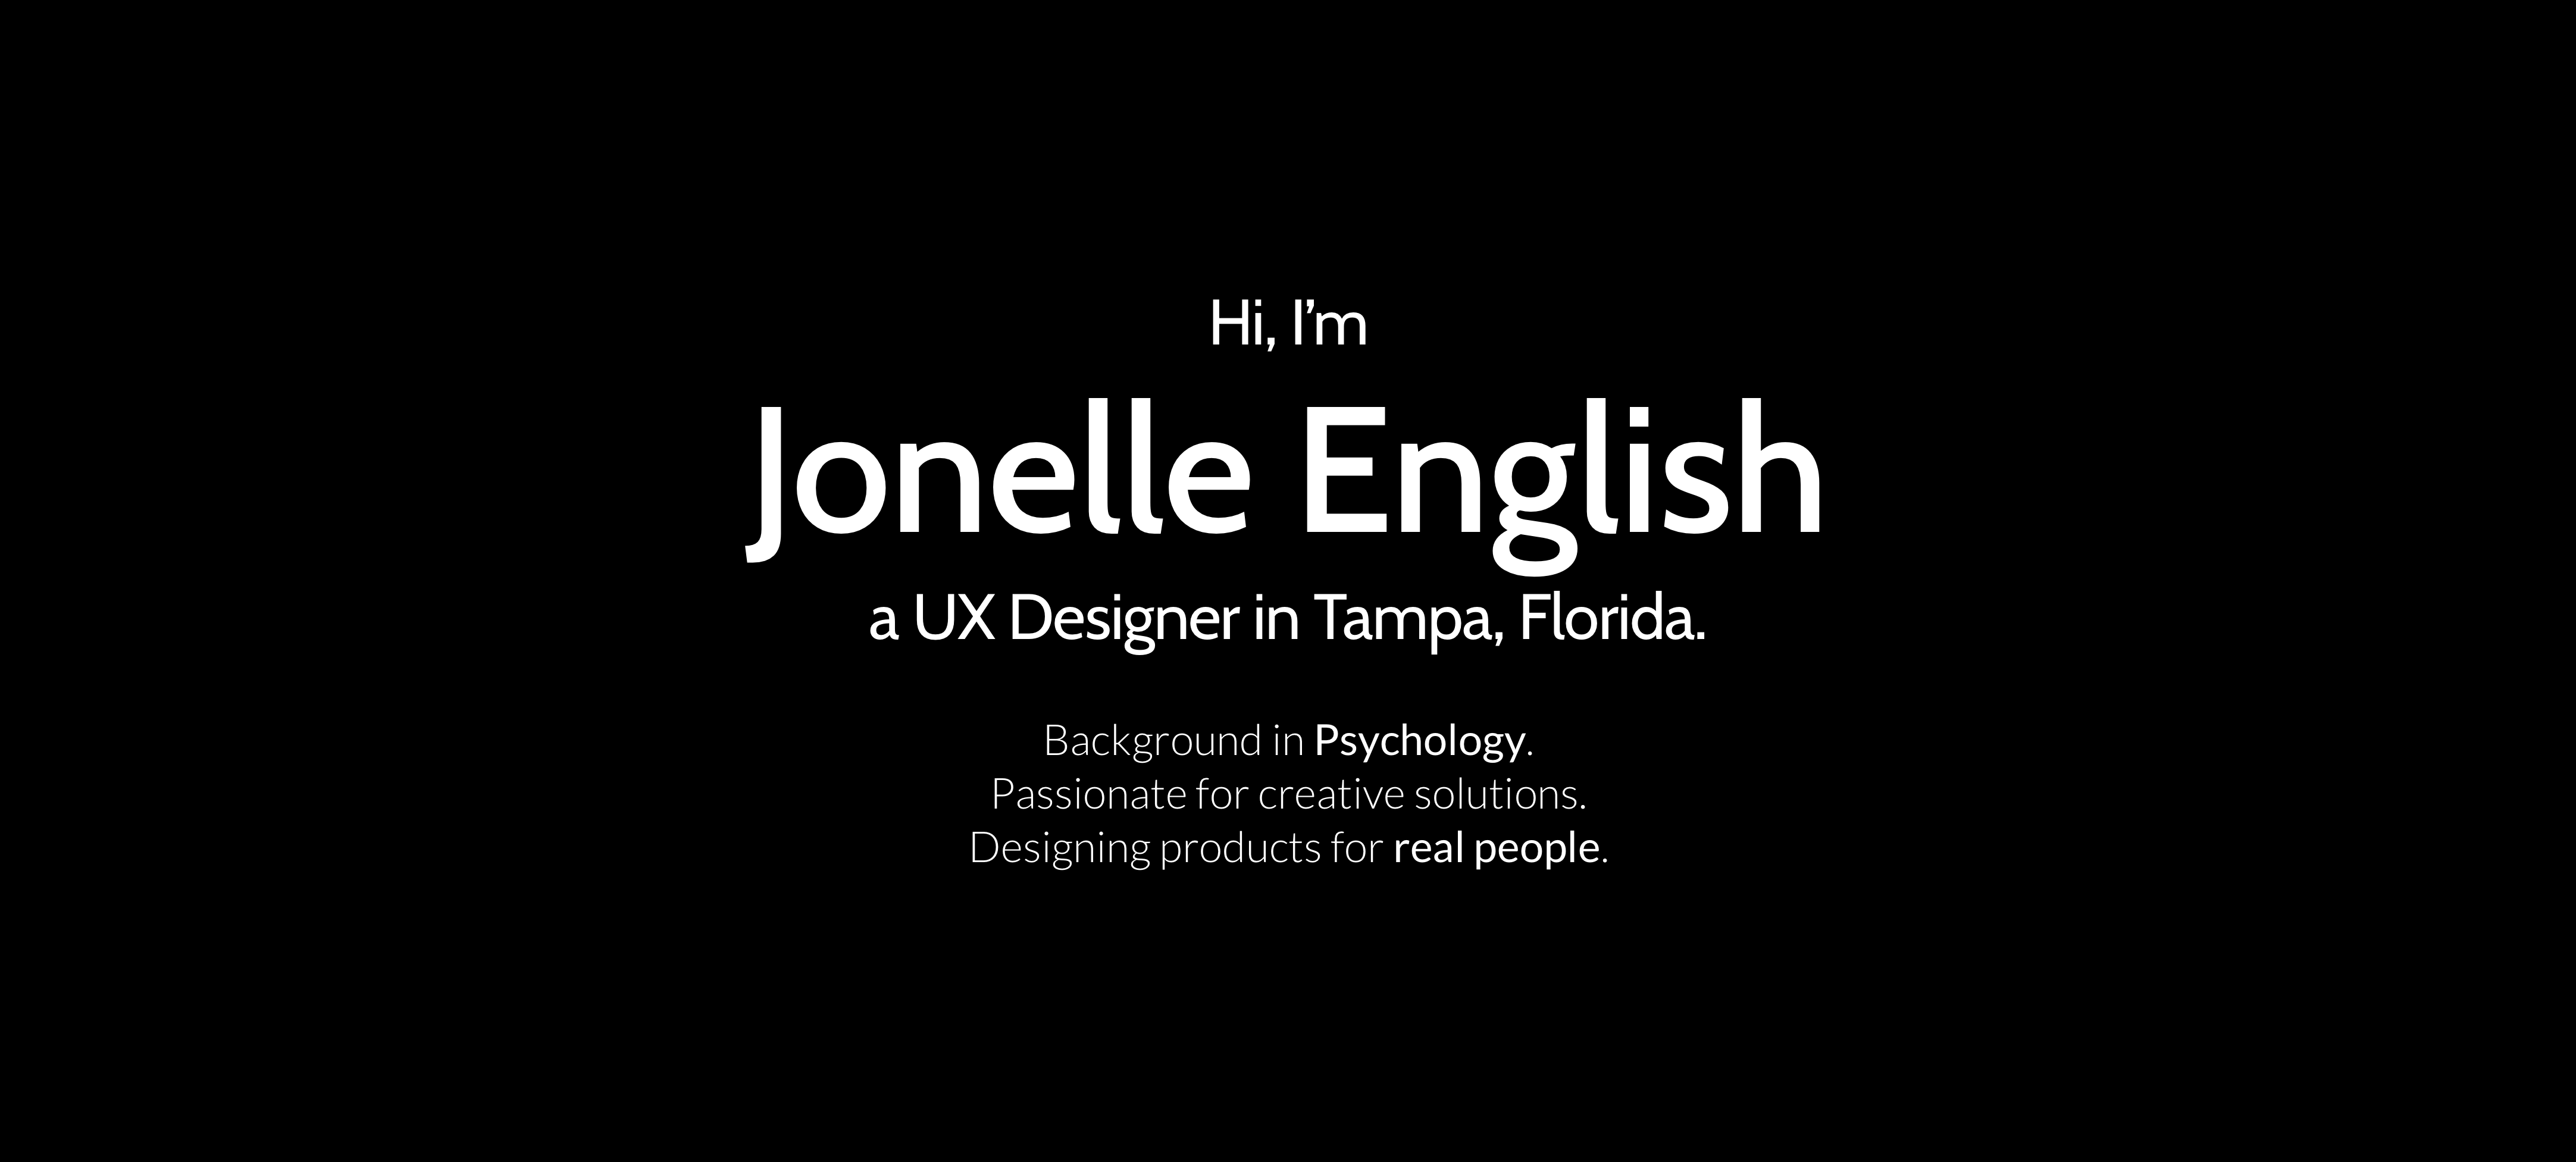 Hi, I’m
Jonelle English
a UX Designer in Tampa, Florida.
Background in Psychology.
Passionate for creative solutions.
Designing products for real people.